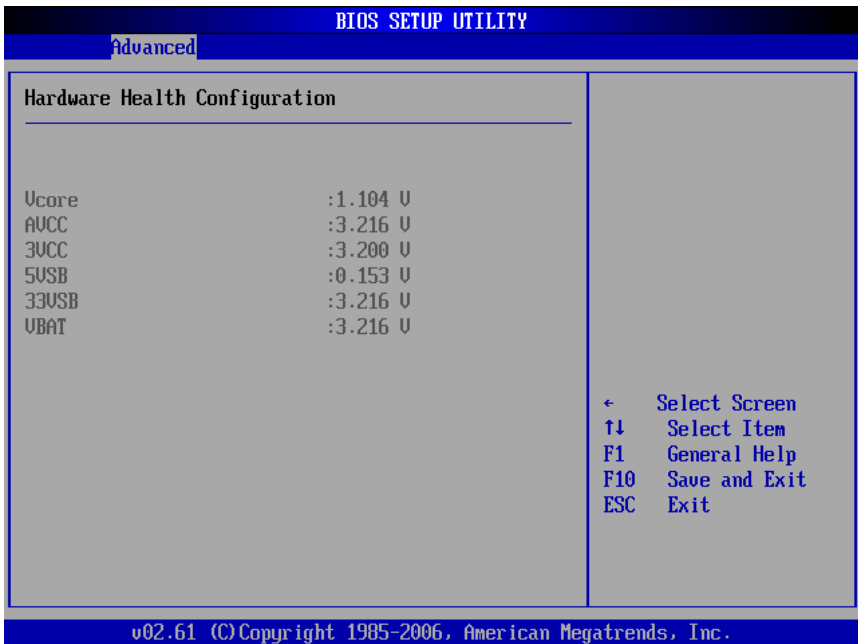 BIOS SETUP UTILITY
Advanced
Hardware Health Configuration
Vcore :1.104 V
AVCC :3.216 V
3VCC :3.200 V
5VSB :0.153 V
33VSB :3.216 V
VBAT :3.216 V
← Select Screen
↑↓ Select Item
F1 General Help
F10 Save and Exit
ESC Exit
v02.61 (C)Copyright 1985-2006, American Megatrends, Inc.